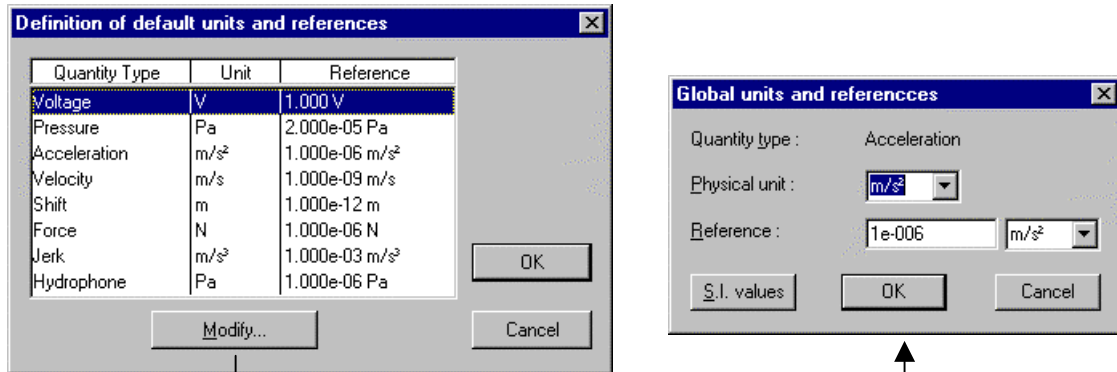 Definition of default units and references
Quantity Type Unit Reference
Voltage V 1.000 V
Pressure Pa 2.000e-05 Pa
Acceleration m/s² 1.000e-06 m/s²
Velocity m/s 1.000e-09 m/s
Shift m 1.000e-12 m
Force N 1.000e-06 N
Jerk m/s³ 1.000e-03 m/s³
Hydrophone Pa 1.000e-06 Pa
OK
Modify...
Cancel
Global units and referencces
Quantity type : Acceleration
Physical unit : m/s²
Reference : 1e-006 m/s²
S.I. values OK Cancel